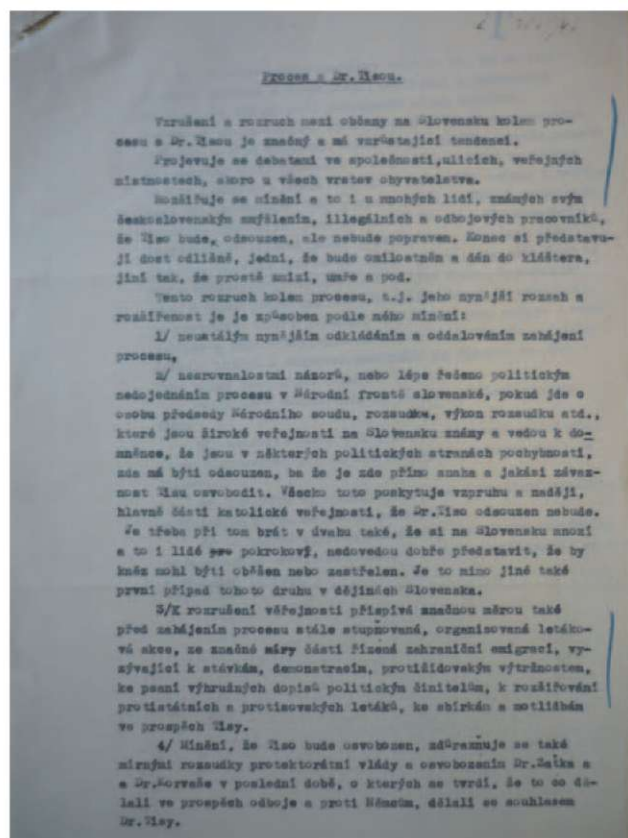 Proces s Dr.Tisou.
Vzrušení a rozruch mezi občany na Slovensku kolem pro-
cesu s Dr.Tisou je značný a má vzrůstající tendenci.
Projevuje se debatami ve společnosti,ulicích, veřejných
místnostech, skoro u všech vrstev obyvatelstva.
Rozšiřuje se mínění a to i u mnohých lidí, známých svým
československým smýšlením, illegálních a odbojových pracovníků,
že Tiso bude, odsouzen, ale nebude popraven. Konec si představu-
jí dost odlišně, jedni, že bude omilostněn a dán do kláštera,
jiní tak, že prostě zmizí, umře a pod.
Tento rozruch kolem procesu, t.j. jeho nynější rozsah a
rozšířenost je je způsoben podle mého mínění:
1/ neustálým nynějším odkládáním a oddalováním zahájení
procesu,
2/ nesrovnalostmi názorů, nebo lépe řečeno politickým
nedojednáním procesu v Národní frontě slovenské, pokud jde o
osobu předsedy Národního soudu, rozsudku, výkon rozsudku atd.,
které jsou široké veřejnosti na Slovensku známy a vedou k do-
měnce, že jsou v některých politických stranách pochybnosti,
zda má býti odsouzen, ba že je zde přímo snaha a jakási závaz-
nost Tisu osvobodit. Všecko toto poskytuje vzpruhu a naději,
hlavně části katolické veřejnosti, že Dr.Tiso odsouzen nebude.
Je třeba při tom brát v úvahu také, že si na Slovensku mnozí
a to i lidé pokrokový, nedovedou dobře představit, že by
kněz mohl býti oběšen nebo zastřelen. Je to mimo jiné také
první případ tohoto druhu v dějinách Slovenska.
3/K rozrušení věřejnosti přispívá značnou měrou také
před zahájením procesu stále stupňovaná, organisovaná letáko-
vá akce, ze značné míry části řízená zahraniční emigrací, vy-
zývající k stávkám, demonstracím, protižidovským výtržnostem,
ke psaní výhružných dopisů politickým činitelům, k rozšiřování
protistátních a protisovských letáků, ke sbírkám a motlidbám
ve prospěch Tisy.
4/ Mínění, že Tiso bude osvobozen, zdůrazňuje se také
mírnými rozsudky protektorátní vlády a osvobozením Dr.
a Dr. v poslední době, o kterých se tvrdí, že to co dě-
lali ve prospěch odboje a proti Němcům, dělali se souhlasem
Dr.Tisy.